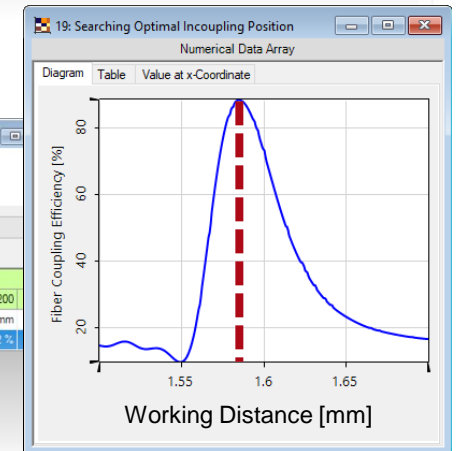 19: Searching Optimal Incoupling Position
Numerical Data Array
Diagram Table Value at x-Coordinate
Fiber Coupling Efficiency [%]
80
60
40
20
1.55 1.6 1.65
Working Distance [mm]
200
mm
2 %